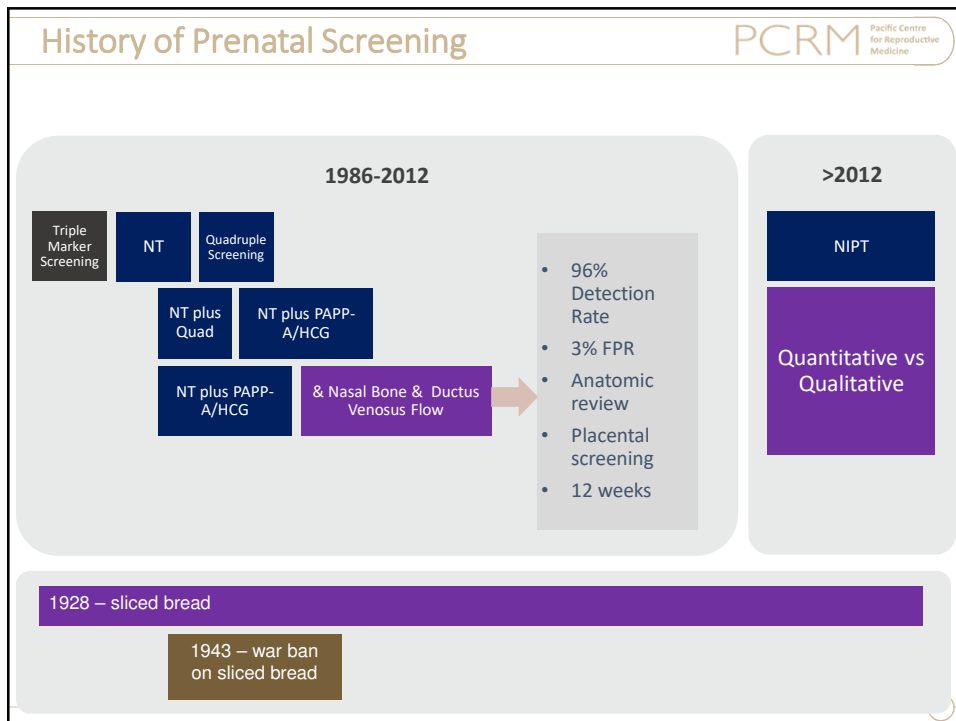 History of Prenatal Screening
PCRM
Pacific Centre
for Reproductive
Medicine
1986-2012
Triple
Marker
Screening
NT
Quadruple
Screening
NT plus
Quad
NT plus PAPP-
A/HCG
NT plus PAPP-
A/HCG
& Nasal Bone & Ductus
Venosus Flow
• 96%
Detection
Rate
• 3% FPR
• Anatomic
review
• Placental
screening
• 12 weeks
>2012
NIPT
Quantitative vs
Qualitative
1928 – sliced bread
1943 – war ban
on sliced bread